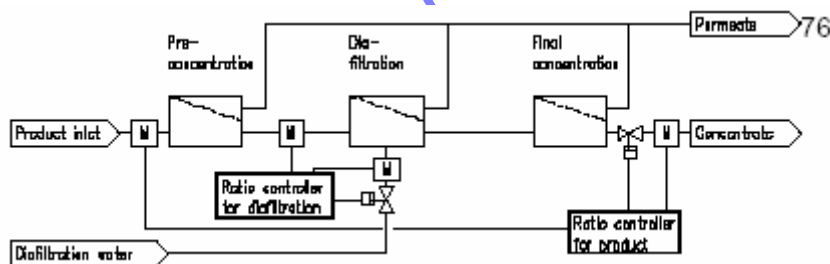 Permeate
76
Pre-
concentration
Dia-
filtration
Final
concentration
Product inlet
M
M
M
M
Concentrate
Ratio controller
for diafiltration
Ratio controller
for product
Diafiltration water